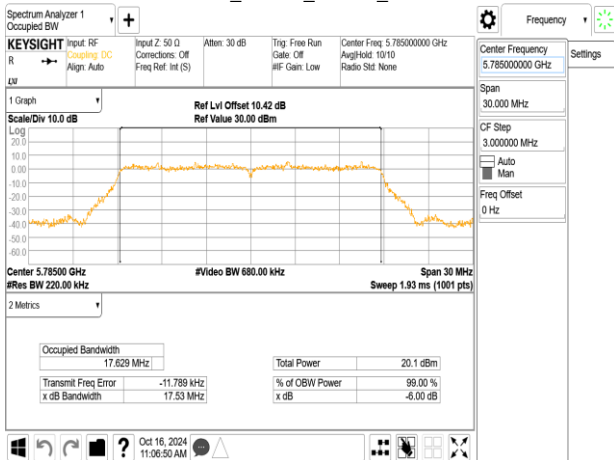 Spectrum Analyzer 1
Occupied BW
Frequency
KEYSIGHT
R
LXI
Input: RF
Coupling: DC
Align: Auto
Input Z: 50 Ω
Corrections: Off
Freq Ref: Int (S)
Atten: 30 dB
Trig: Free Run
Gate: Off
#IF Gain: Low
Center Freq: 5.785000000 GHz
Avg|Hold: 10/10
Radio Std: None
Center Frequency
5.785000000 GHz
Settings
Span
30.000 MHz
CF Step
3.000000 MHz
Auto
Man
Freq Offset
0 Hz
1 Graph
Scale/Div 10.0 dB
Ref Lvl Offset 10.42 dB
Ref Value 30.00 dBm
Log
20.0
10.0
0.00
-10.00
-20.0
-30.0
-40.0
-50.0
-60.0
Center 5.78500 GHz
#Video BW 680.00 kHz
Span 30 MHz
#Res BW 220.00 kHz
Sweep 1.93 ms (1001 pts)
2 Metrics
Occupied Bandwidth
17.629 MHz
Total Power 20.1 dBm
Transmit Freq Error -11.789 kHz
% of OBW Power 99.00 %
x dB Bandwidth 17.53 MHz
x dB -6.00 dB
?
Oct 16, 2024
11:06:50 AM